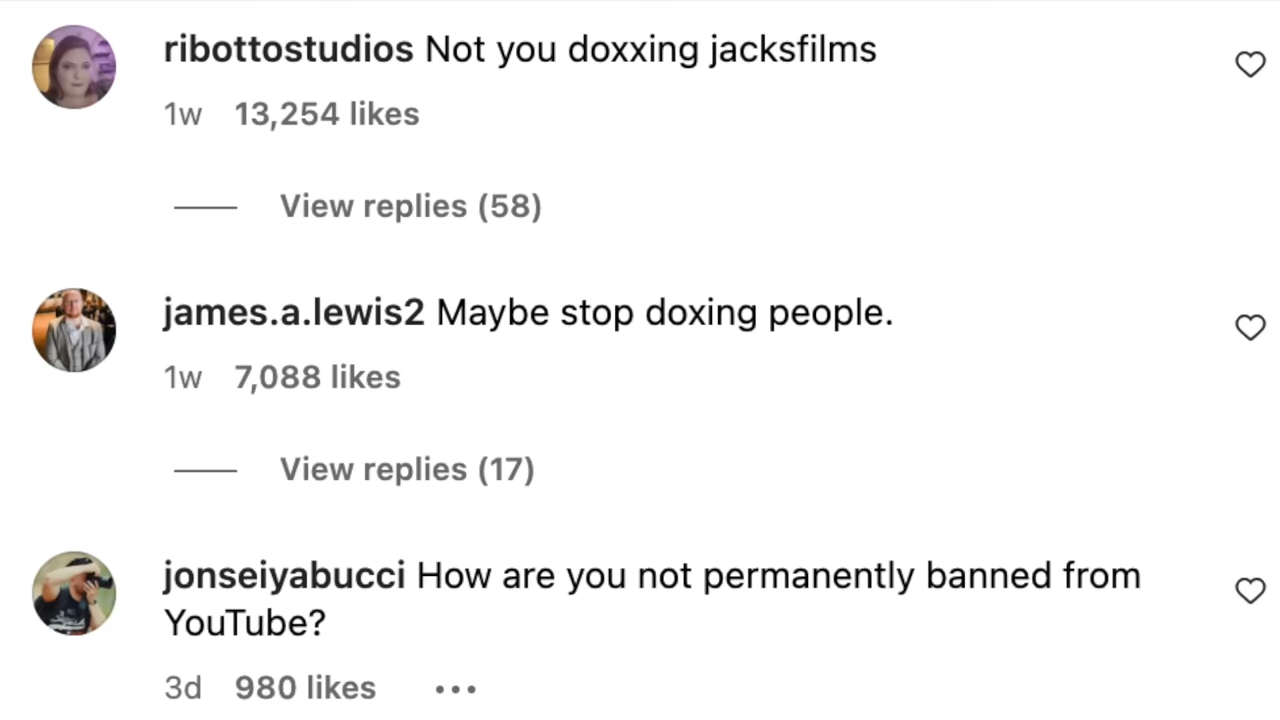 ribottostudios Not you doxxing jacksfilms
1w 13,254 likes
View replies (58)
james.a.lewis2 Maybe stop doxing people.
1w 7,088 likes
View replies (17)
jonseiyabucci How are you not permanently banned from
YouTube?
3d 980 likes